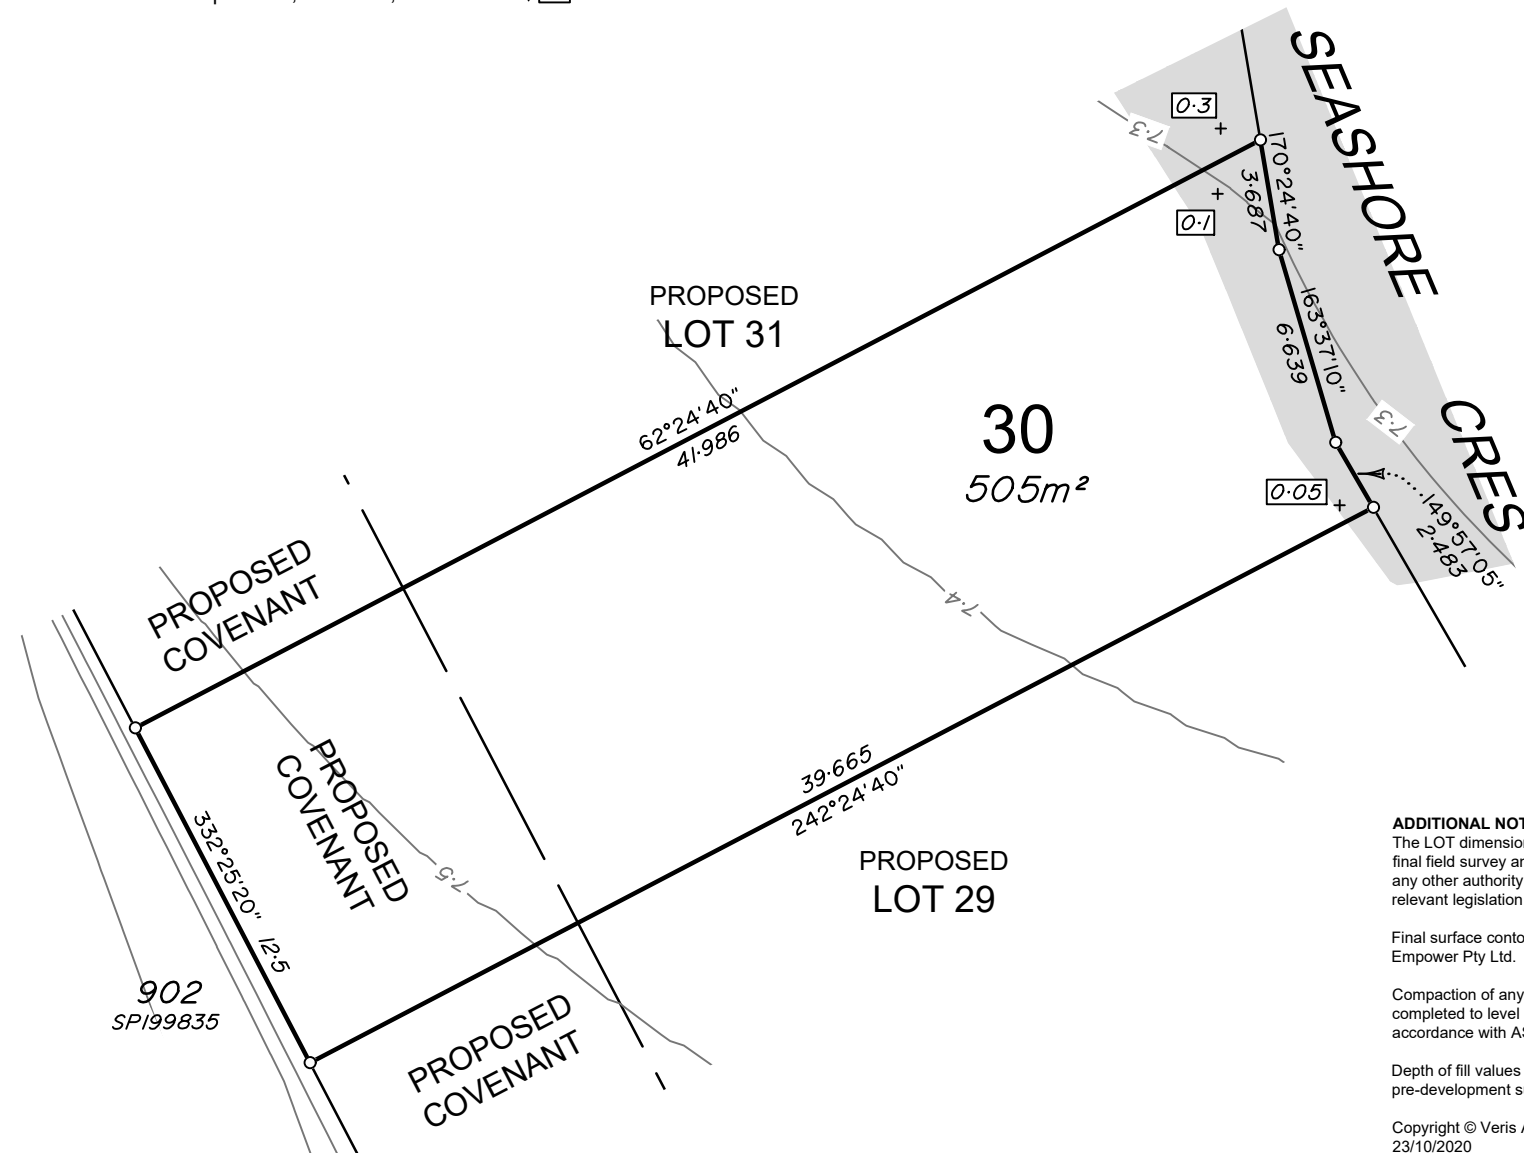 SEASHORE
CRES
7·3
0·3
0·1
170°24'40"
3·687
163°37'10"
6·639
7·3
0·05
149°57'05"
2·483
PROPOSED
LOT 31
62°24'40"
41·986
30
505m²
7·4
PROPOSED
COVENANT
PROPOSED
COVENANT
7·5
332°25'20" 12·5
39·665
242°24'40"
PROPOSED
LOT 29
902
SP199835
PROPOSED
COVENANT
ADDITIONAL NOT
The LOT dimension
final field survey an
any other authority
relevant legislation
Final surface conto
Empower Pty Ltd.
Compaction of any
completed to level
accordance with AS
Depth of fill values
pre-development su
Copyright © Veris A
23/10/2020